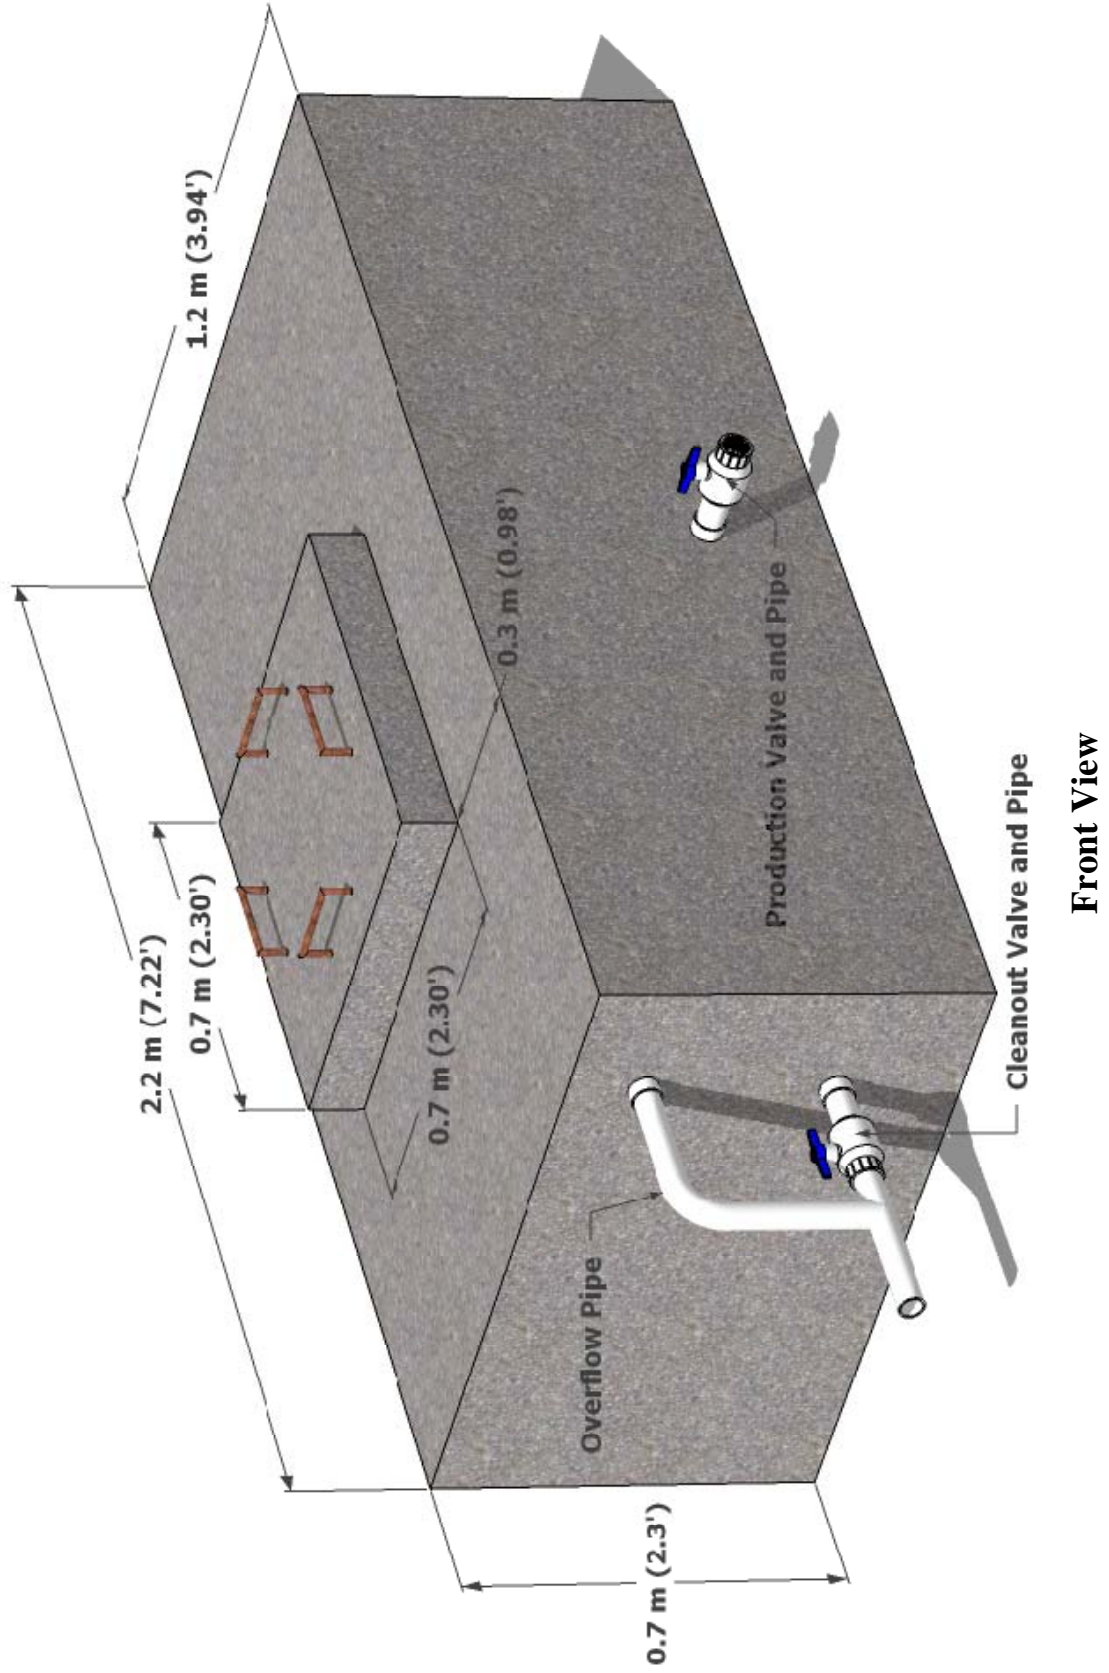 1.2 m (3.94')
2.2 m (7.22')
0.7 m (2.30')
0.7 m (2.30')
0.3 m (0.98')
Overflow Pipe
Production Valve and Pipe
0.7 m (2.3')
Cleanout Valve and Pipe
Front View